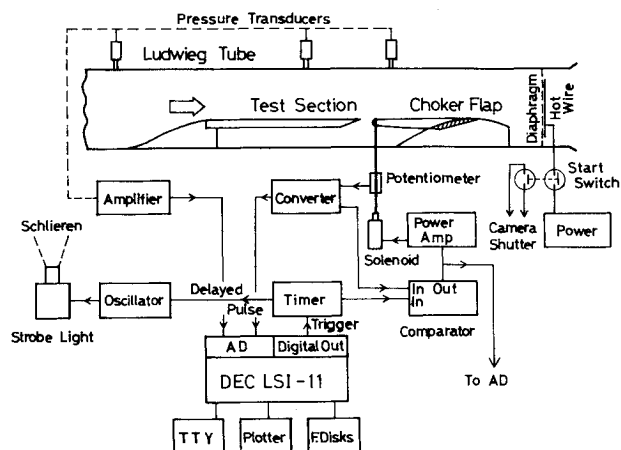 Pressure Transducers
Ludwieg Tube
Test Section
Choker Flap
Diaphragm
Hot Wire
Start
Switch
Potentiometer
Camera
Shutter
Power
Amplifier
Converter
Power
Amp
Solenoid
Schlieren
Strobe Light
Oscillator
Delayed
Pulse
Timer
Trigger
In Out
In
Comparator
To AD
AD
Digital Out
DEC LSI-11
TTY
Plotter
F.Disks